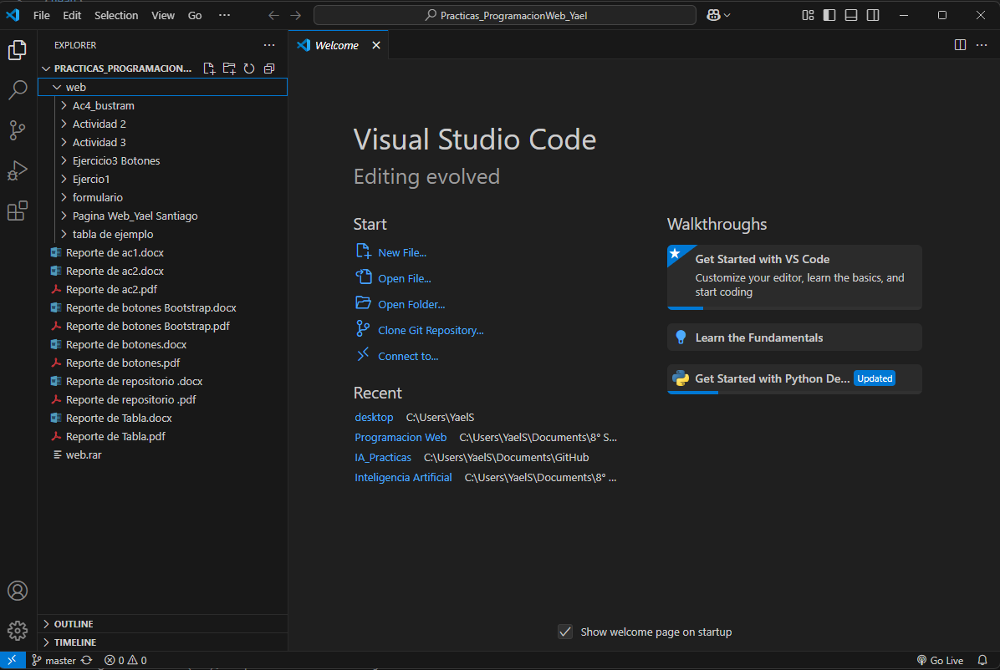 File Edit Selection View Go ··· Practicas_ProgramacionWeb_Yael
EXPLORER
PRACTICAS_PROGRAMACION...
web
Ac4_bustram
Actividad 2
Actividad 3
Ejercicio3 Botones
Ejercio1
formulario
Pagina Web_Yael Santiago
tabla de ejemplo
Reporte de ac1.docx
Reporte de ac2.docx
Reporte de ac2.pdf
Reporte de botones Bootstrap.docx
Reporte de botones Bootstrap.pdf
Reporte de botones.docx
Reporte de botones.pdf
Reporte de repositorio .docx
Reporte de repositorio .pdf
Reporte de Tabla.docx
Reporte de Tabla.pdf
web.rar
OUTLINE
TIMELINE
Welcome
Visual Studio Code
Editing evolved
Start
New File...
Open File...
Open Folder...
Clone Git Repository...
Connect to...
Recent
desktop C:\Users\YaelS
Programacion Web C:\Users\YaelS\Documents\8° S...
IA_Practicas C:\Users\YaelS\Documents\GitHub
Inteligencia Artificial C:\Users\YaelS\Documents\8° ...
Walkthroughs
Get Started with VS Code
Customize your editor, learn the basics, and
start coding
Learn the Fundamentals
Get Started with Python De... Updated
Show welcome page on startup
master 0 0 Go Live